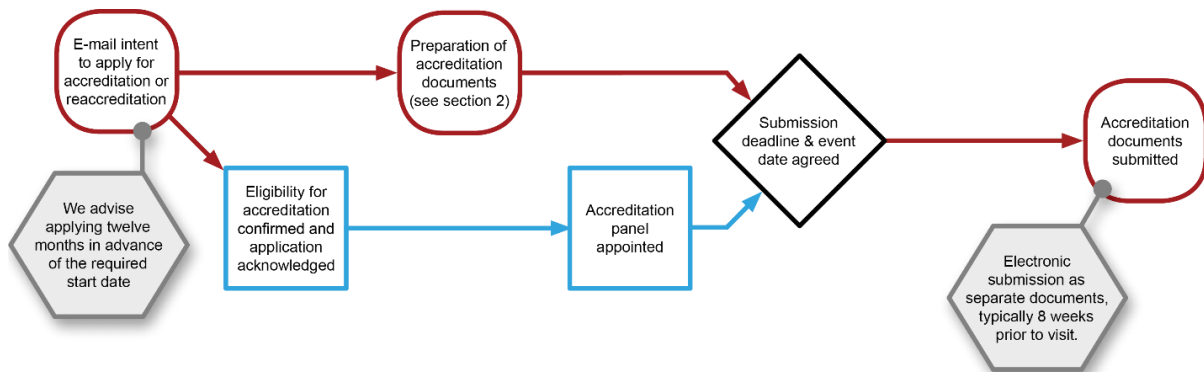 E-mail intent
to apply for
accreditation or
reaccreditation
Preparation of
accreditation
documents
(see section 2)
Submission
deadline & event
date agreed
Accreditation
documents
submitted
We advise
applying twelve
months in advance
of the required
start date
Eligibility for
accreditation
confirmed and
application
acknowledged
Accreditation
panel
appointed
Electronic
submission as
separate documents,
typically 8 weeks
prior to visit.